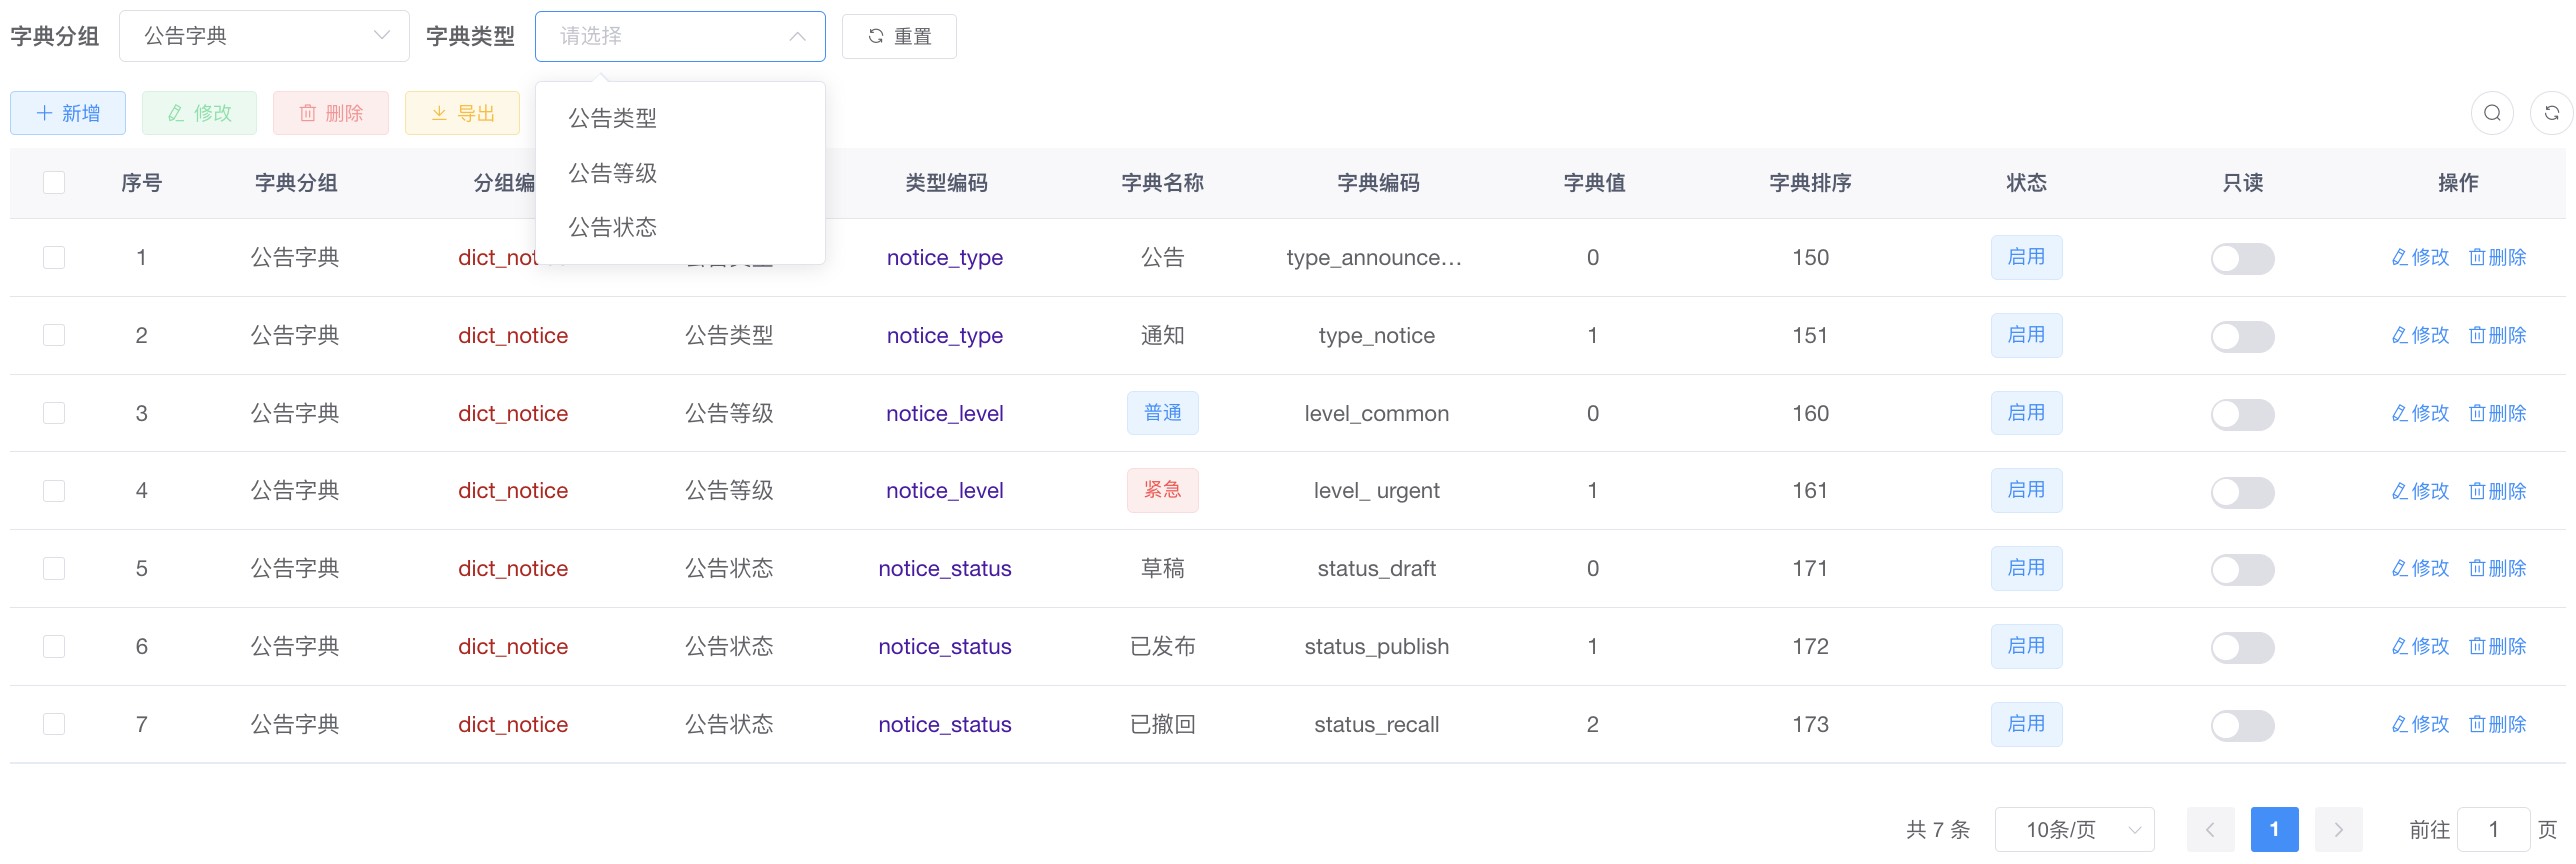 字典分组 公告字典 字典类型 请选择 重置
新增 修改 删除 导出
公告类型
公告等级
公告状态
序号 字典分组 分组编 类型编码 字典名称 字典编码 字典值 字典排序 状态 只读 操作
1 公告字典 dict_not notice_type 公告 type_announce... 0 150 启用 修改 删除
2 公告字典 dict_notice 公告类型 notice_type 通知 type_notice 1 151 启用 修改 删除
3 公告字典 dict_notice 公告等级 notice_level 普通 level_common 0 160 启用 修改 删除
4 公告字典 dict_notice 公告等级 notice_level 紧急 level_ urgent 1 161 启用 修改 删除
5 公告字典 dict_notice 公告状态 notice_status 草稿 status_draft 0 171 启用 修改 删除
6 公告字典 dict_notice 公告状态 notice_status 已发布 status_publish 1 172 启用 修改 删除
7 公告字典 dict_notice 公告状态 notice_status 已撤回 status_recall 2 173 启用 修改 删除
共 7 条 10条/页 1 前往 1 页